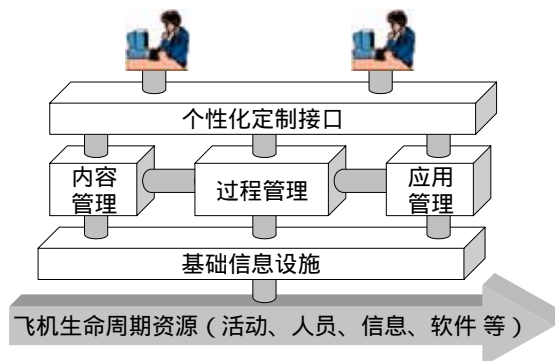 个性化定制接口
内容
管理
过程管理
应用
管理
基础信息设施
飞机生命周期资源（活动、人员、信息、软件 等）